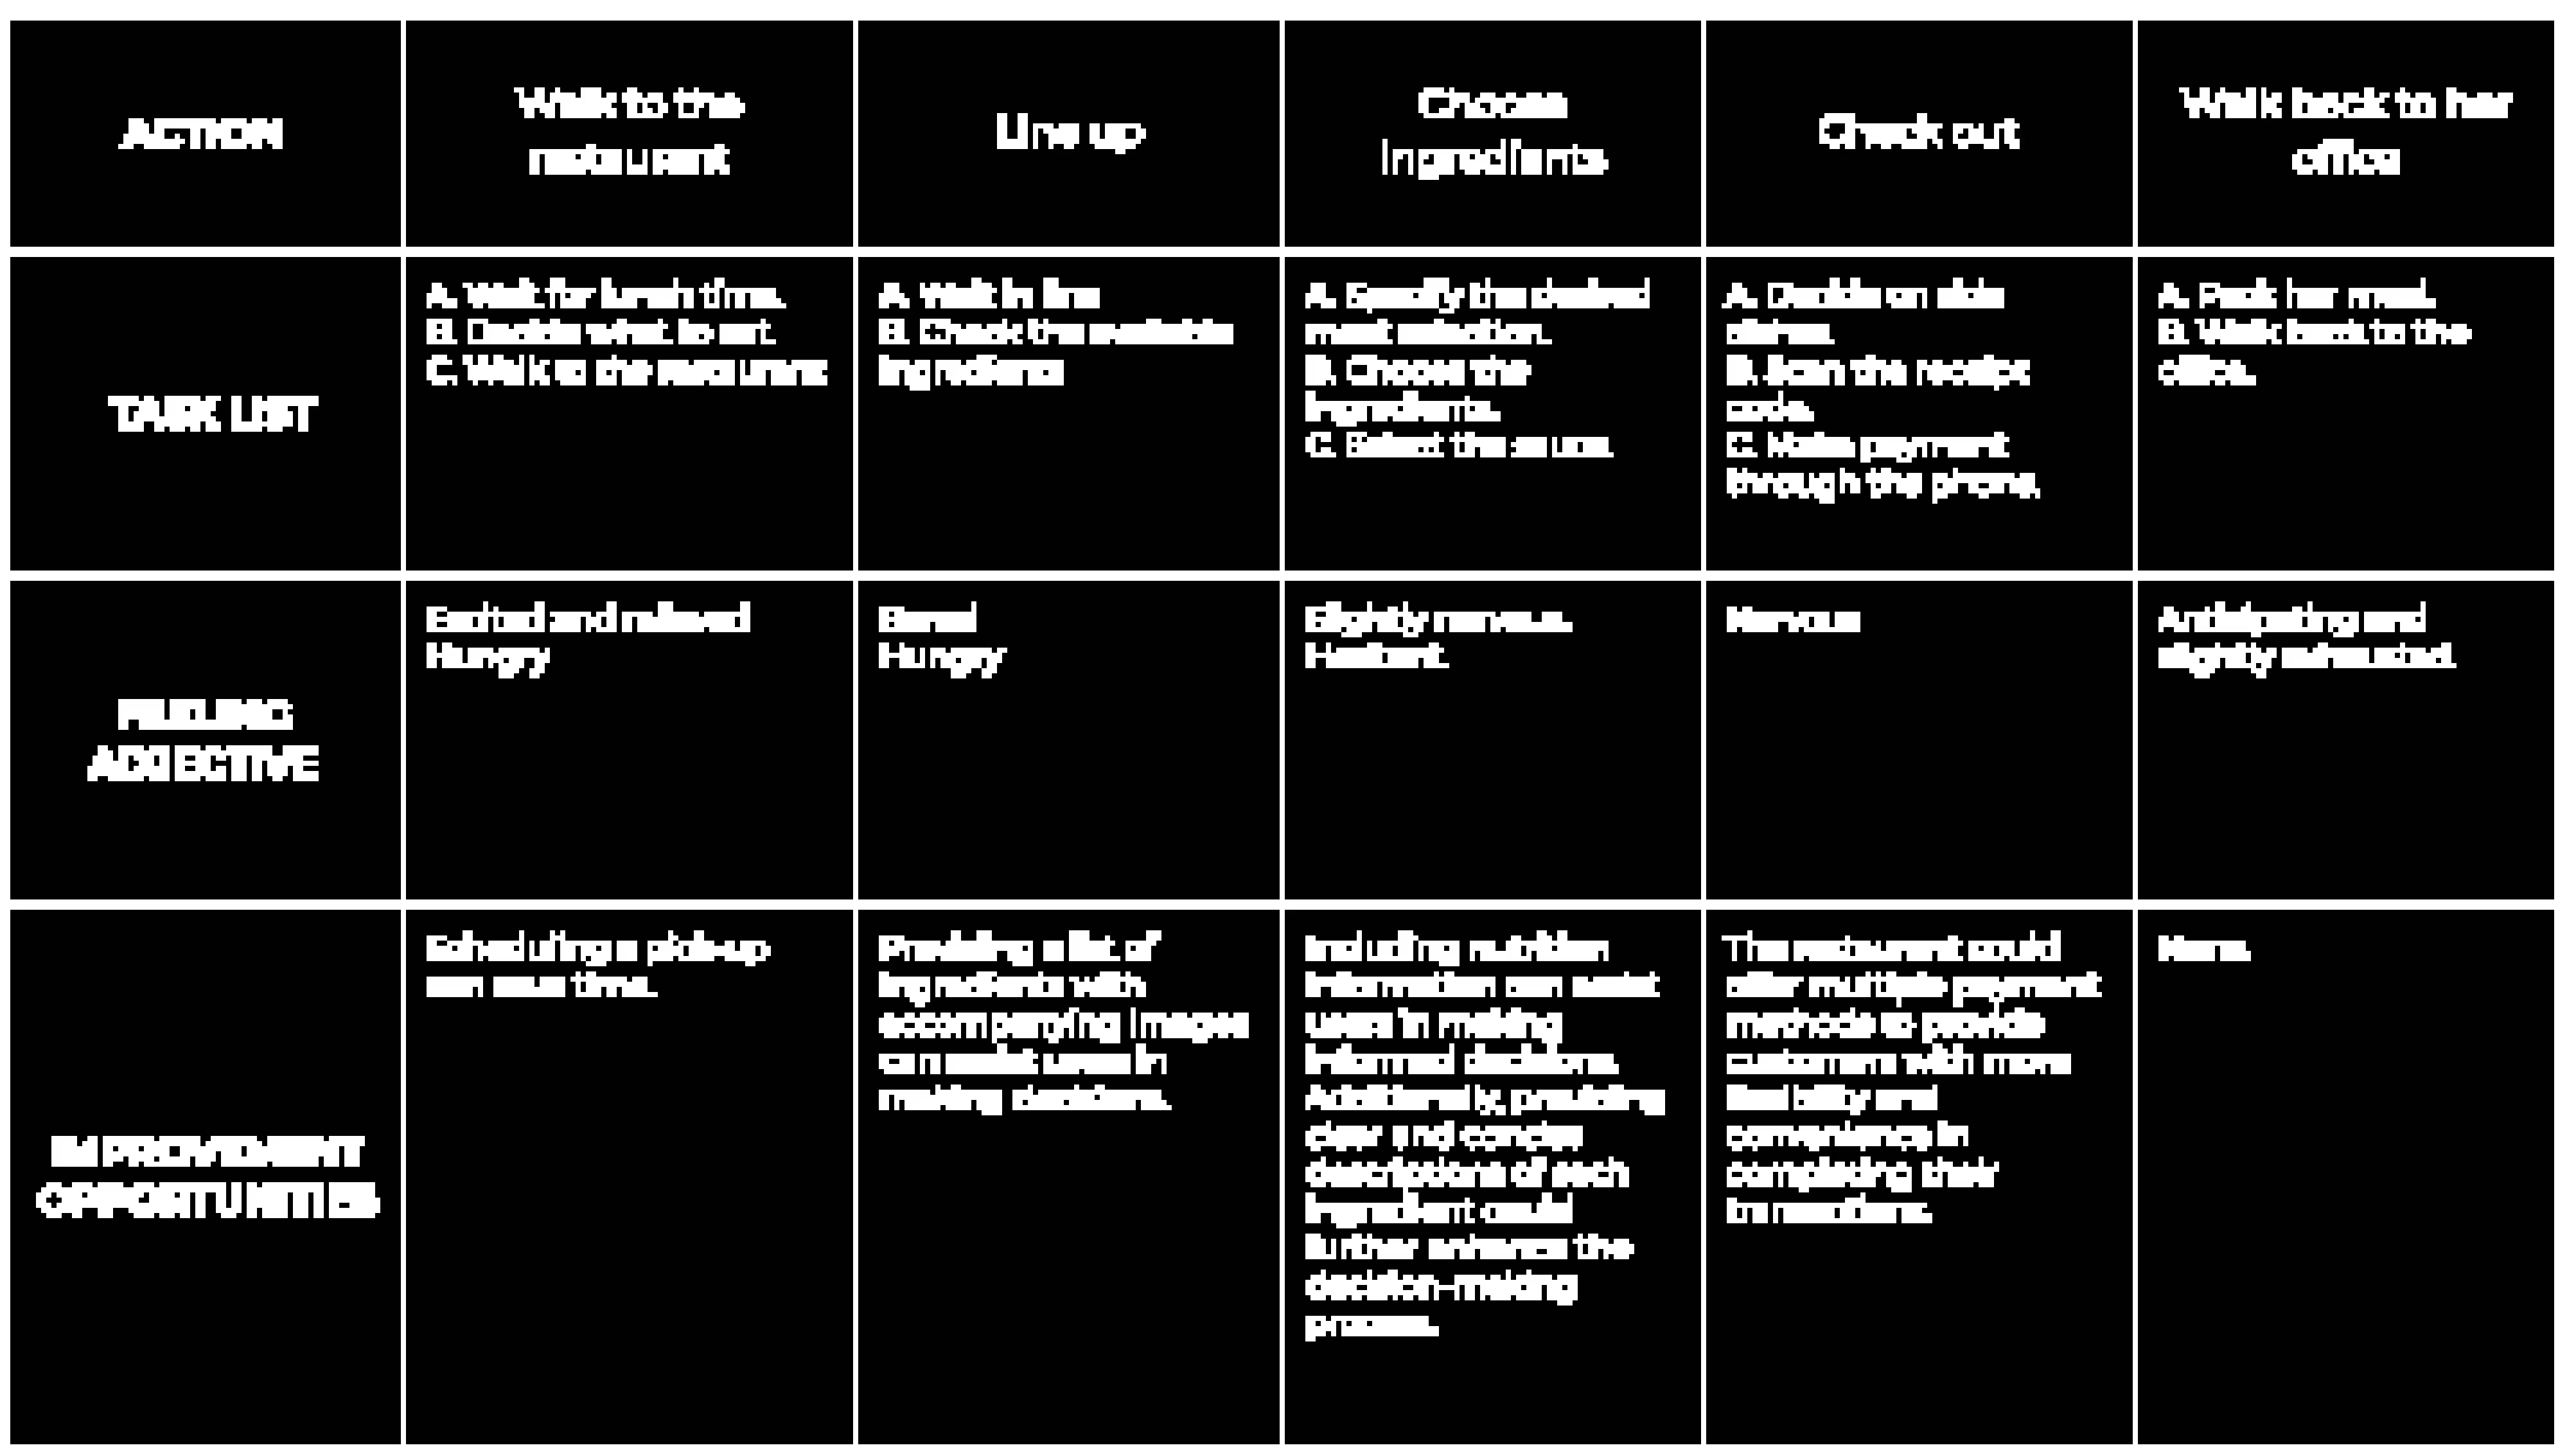 ACTION
Walk to the
restaurant
Line up
Choose
Ingredients
Check out
Walk back to her
office
TASK LIST
A. Wait for lunch time.
B. Decide what to eat.
C. Walk to the restaurant
A. Wait in line
B. Check the available
ingredient
A. Specify the desired
meat selection.
B. Choose the
ingredients.
C. Select the sauce.
A. Decide on side
dishes.
B. Scan the receipt
code.
C. Make payment
through the phone.
A. Pack her meal.
B. Walk back to the
office.
FEELING
ADJECTIVE
Excited and relieved
Hungry
Bored
Hungry
Slightly nervous.
Hesitant.
Nervous
Anticipating and
slightly exhausted.
IMPROVEMENT
OPPORTUNITIES
Scheduling a pick-up
can save time.
Providing a list of
ingredients with
accompanying images
can assist users in
making decisions.
Including nutrition
information can assist
users in making
informed decisions.
Additionally, providing
clear and concise
descriptions of each
ingredient could
further enhance the
decision-making
process.
The restaurant could
offer multiple payment
methods to provide
customers with more
flexibility and
convenience in
completing their
transactions.
None.